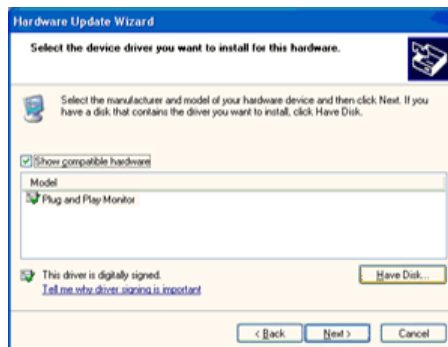 Hardware Update Wizard
Select the device driver you want to install for this hardware.
Select the manufacturer and model of your hardware device and then click Next. If you
have a disk that contains the driver you want to install, click Have Disk.
Show compatible hardware
Model
Plug and Play Monitor
This driver is digitally signed.
Have Disk...
Tell me why driver signing is important
< Back
Next >
Cancel